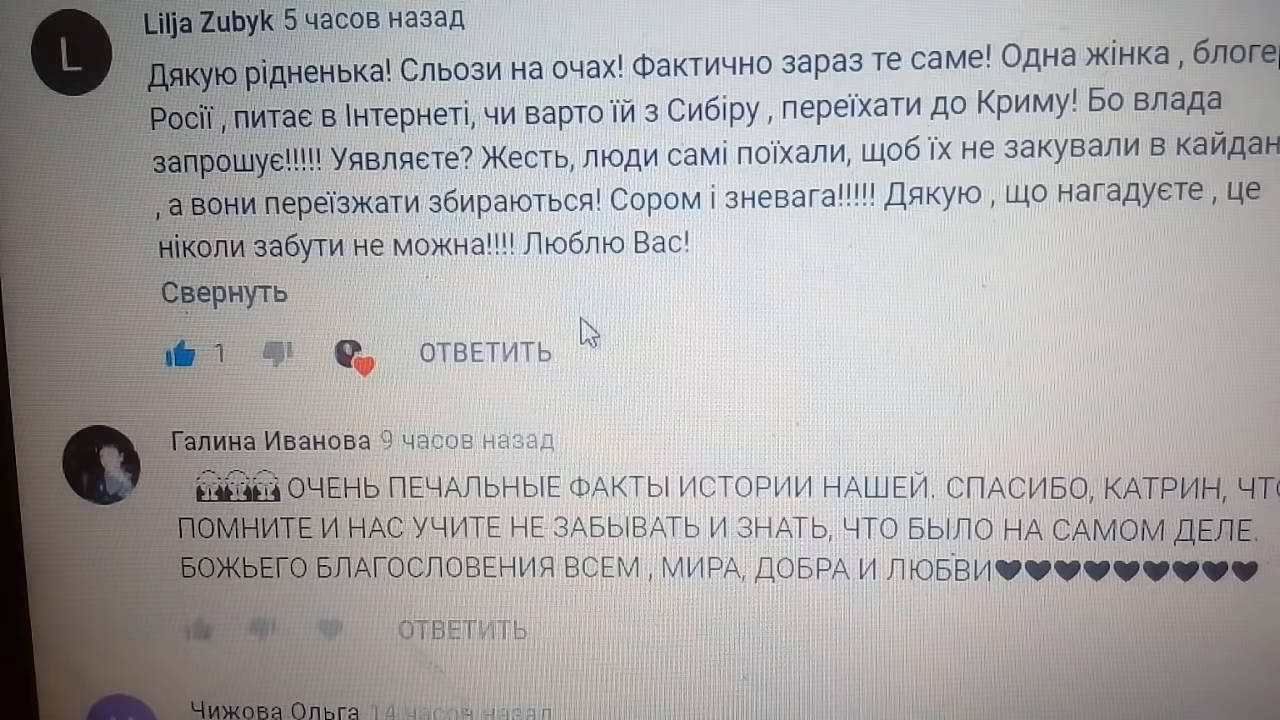 Lilja Zubyk 5 часов назад
Дякую рідненька! Сльози на очах! Фактично зараз те саме! Одна жінка , блоге
Росії , питає в Інтернеті, чи варто їй з Сибіру , переїхати до Криму! Бо влада
запрошує!!!!! Уявляєте? Жесть, люди самі поїхали, щоб їх не закували в кайдан
, а вони переїзжати збираються! Сором і зневага!!!!! Дякую , що нагадуєте , це
ніколи забути не можна!!!! Люблю Вас!
Свернуть
1 ОТВЕТИТЬ
Галина Иванова 9 часов назад
ОЧЕНЬ ПЕЧАЛЬНЫЕ ФАКТЫ ИСТОРИИ НАШЕЙ. СПАСИБО, КАТРИН, ЧТО
ПОМНИТЕ И НАС УЧИТЕ НЕ ЗАБЫВАТЬ И ЗНАТЬ, ЧТО БЫЛО НА САМОМ ДЕЛЕ.
БОЖЬЕГО БЛАГОСЛОВЕНИЯ ВСЕМ , МИРА, ДОБРА И ЛЮБВИ🖤🖤🖤🖤🖤🖤🖤🖤🖤
ОТВЕТИТЬ
Чижова Ольга 14 часов назад